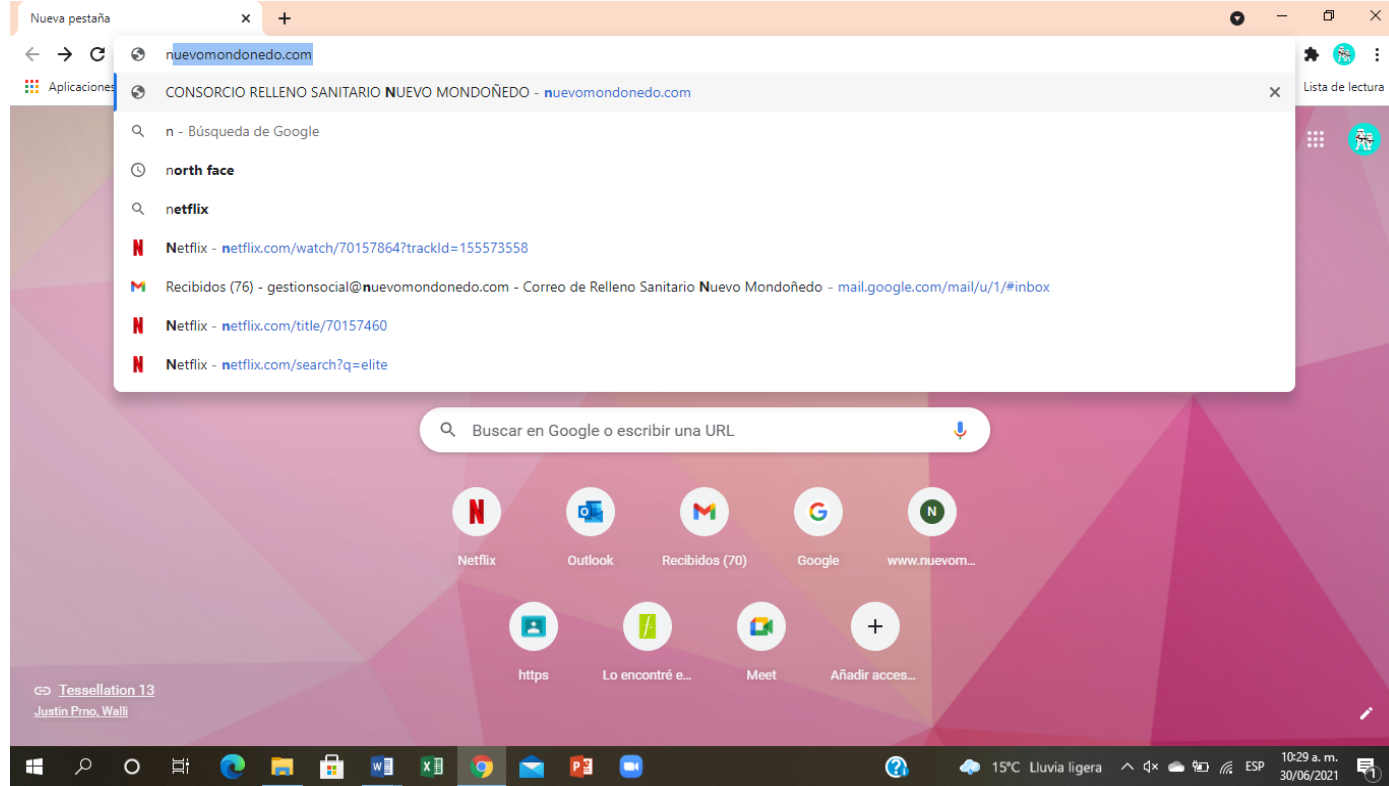 Nueva pestaña
nuevomondonedo.com
Aplicaciones
Lista de lectura
CONSORCIO RELLENO SANITARIO NUEVO MONDOÑEDO - nuevomondonedo.com
n - Búsqueda de Google
north face
netflix
Netflix - netflix.com/watch/70157864?trackId=155573558
Recibidos (76) - gestionsocial@nuevomondonedo.com - Correo de Relleno Sanitario Nuevo Mondoñedo - mail.google.com/mail/u/1/#inbox
Netflix - netflix.com/title/70157460
Netflix - netflix.com/search?q=elite
Buscar en Google o escribir una URL
Netflix
Outlook
Recibidos (70)
Google
N
www.nuevom...
https
Lo encontré e...
Meet
Añadir acces...
Tessellation 13
Justin Prno, Walli
15°C Lluvia ligera
ESP
10:29 a. m.
30/06/2021
1